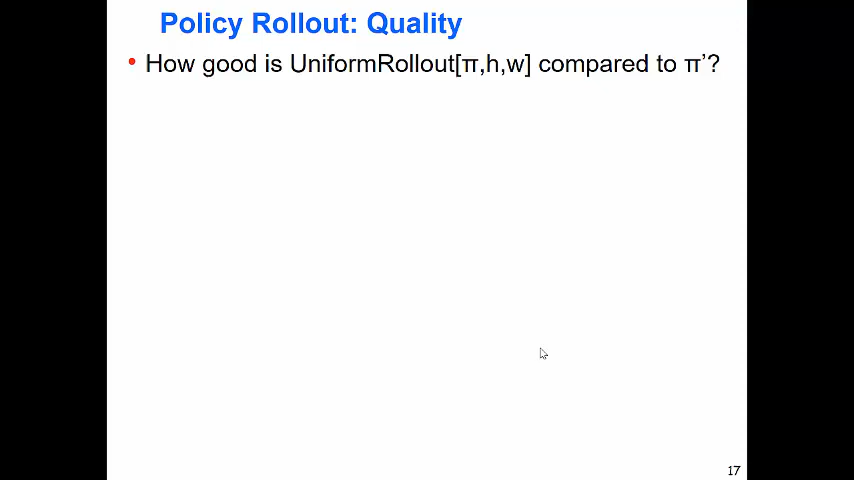 Policy Rollout: Quality
• How good is UniformRollout[π,h,w] compared to π’?
17